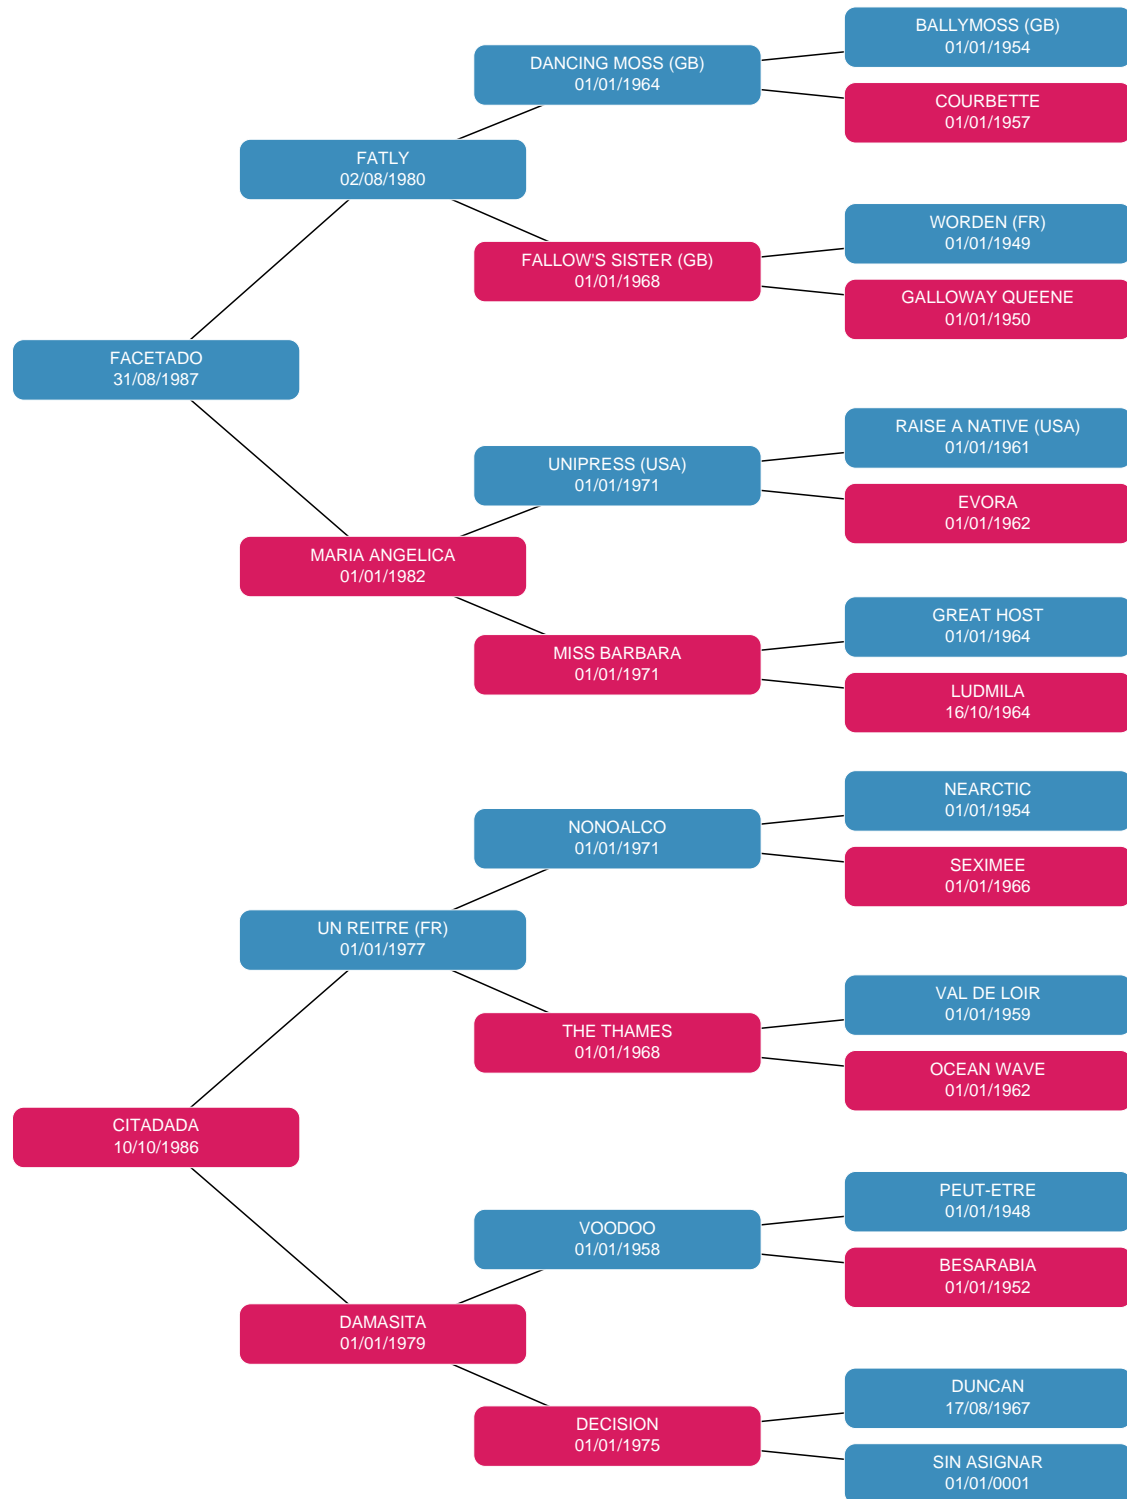 BALLYMOSS (GB)
01/01/1954
DANCING MOSS (GB)
01/01/1964
COURBETTE
01/01/1957
FATLY
02/08/1980
WORDEN (FR)
01/01/1949
FALLOW'S SISTER (GB)
01/01/1968
GALLOWAY QUEENE
01/01/1950
FACETADO
31/08/1987
RAISE A NATIVE (USA)
01/01/1961
UNIPRESS (USA)
01/01/1971
EVORA
01/01/1962
MARIA ANGELICA
01/01/1982
GREAT HOST
01/01/1964
MISS BARBARA
01/01/1971
LUDMILA
16/10/1964
NEARCTIC
01/01/1954
NONOALCO
01/01/1971
SEXIMEE
01/01/1966
UN REITRE (FR)
01/01/1977
VAL DE LOIR
01/01/1959
THE THAMES
01/01/1968
OCEAN WAVE
01/01/1962
CITADADA
10/10/1986
PEUT-ETRE
01/01/1948
VOODOO
01/01/1958
BESARABIA
01/01/1952
DAMASITA
01/01/1979
DUNCAN
17/08/1967
DECISION
01/01/1975
SIN ASIGNAR
01/01/0001